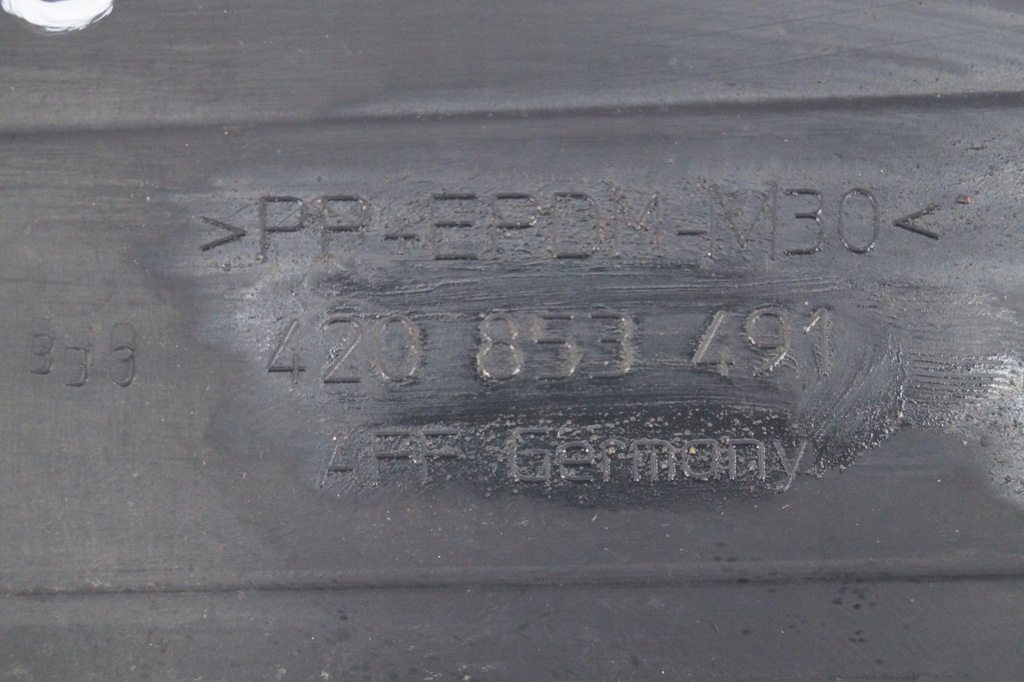 >PP+EPDM-M30<
420 853 491
Germany